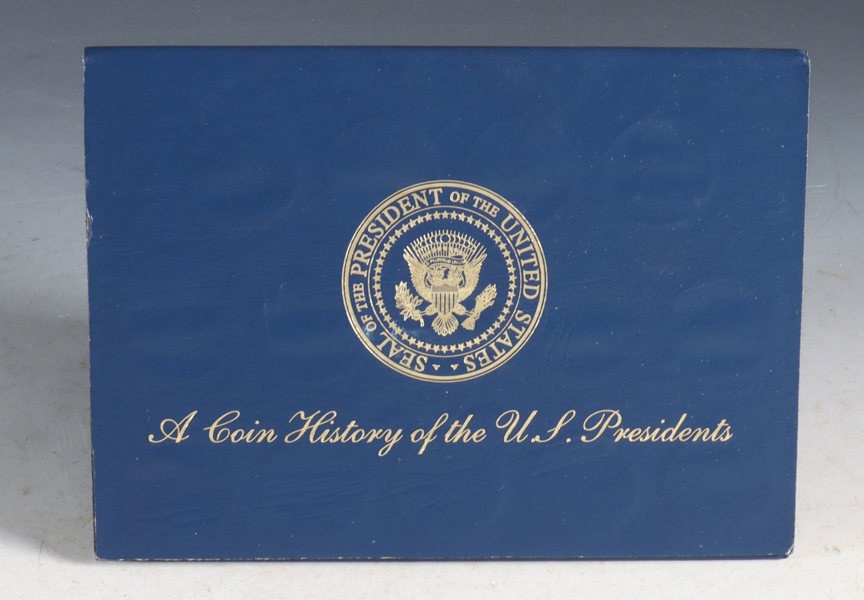 SEAL OF THE PRESIDENT OF THE UNITED STATES
A Coin History of the U.S. Presidents